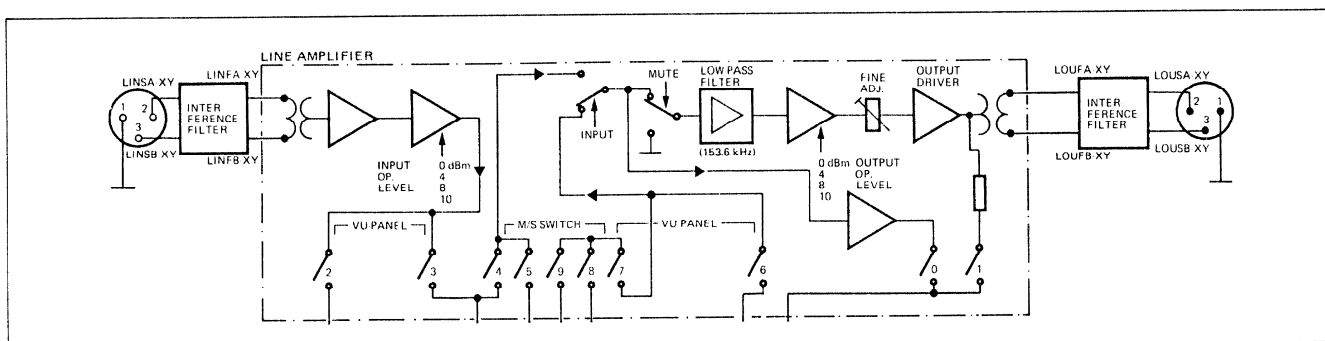 LINE AMPLIFIER
LINSA-XY
LINFA-XY
1
2
3
INTER
FERENCE
FILTER
LINSB-XY
LINFB-XY
INPUT
OP.
LEVEL
0 dBm
4
8
10
INPUT
MUTE
LOW PASS
FILTER
(153.6 kHz)
0 dBm
4
8
10
OUTPUT
OP.
LEVEL
FINE
ADJ.
OUTPUT
DRIVER
LOUFA-XY
LOUSA-XY
INTER
FERENCE
FILTER
2
1
3
LOUFB-XY
LOUSB-XY
VU-PANEL
M/S SWITCH
VU PANEL
2
3
4
5
9
8
7
6
0
1